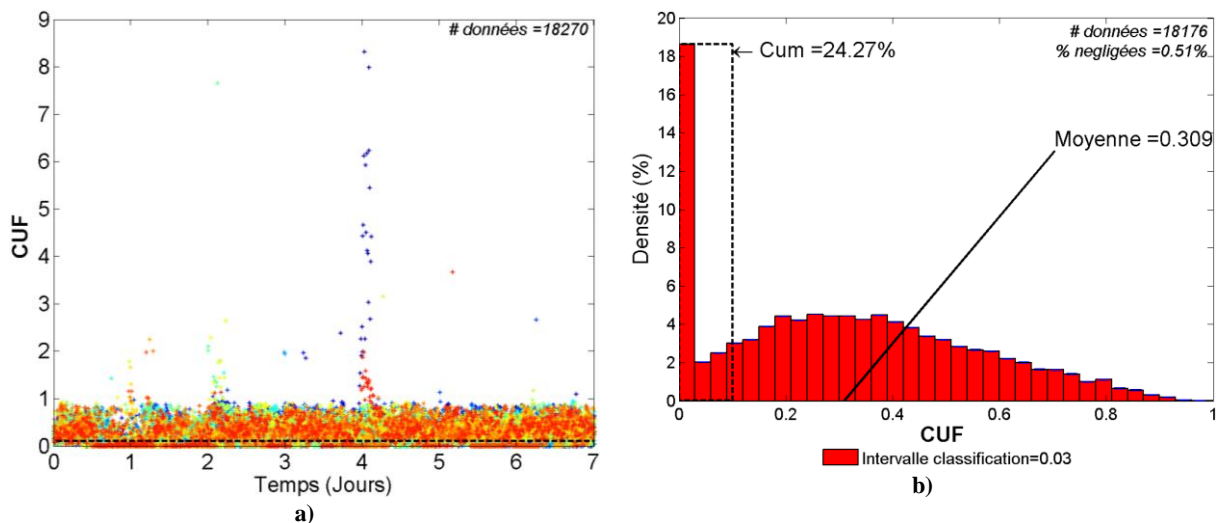 # données =18270
9
8
7
6
5
4
3
2
1
0
CUF
0 1 2 3 4 5 6 7
Temps (Jours)
a)
# données =18176
% negligées =0.51%
← Cum =24.27%
Moyenne =0.309
20
18
16
14
12
10
8
6
4
2
0
Densité (%)
0 0.2 0.4 0.6 0.8 1
CUF
Intervalle classification=0.03
b)